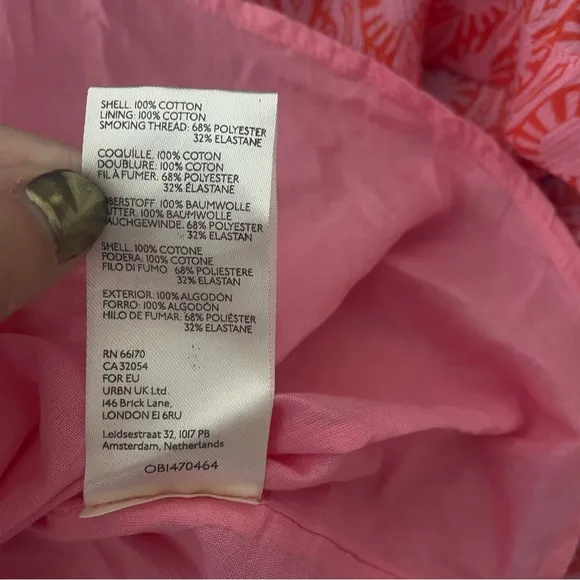 SHELL. 100% COTTON
LINING: 100% COTTON
SMOKING THREAD: 68% POLYESTER
32% ELASTANE
COQUILLE. 100% COTON
DOUBLURE: 100% COTON
FIL À FUMER. 68% POLYESTER
32% ÉLASTANE
BERSTOFF. 100% BAUMWOLLE
UTTER. 100% BAUMWOLLE
AUCHGEWINDE. 68% POLYESTER
32% ELASTAN
SHELL. 100% COTONE
FODERA: 100% COTONE
FILO DI FUMO 68% POLIESTERE
32% ELASTAN
EXTERIOR: 100% ALGODÓN
FORRO: 100% ALGODÓN
HILO DE FUMAR: 68% POLIÉSTER
32% ELASTANE
RN 66170
CA 32054
FOR EU
URBN UK Ltd.
146 Brick Lane,
LONDON E1 6RU
Leidsestraat 32, 1017 PB
Amsterdam, Netherlands
OB1470464